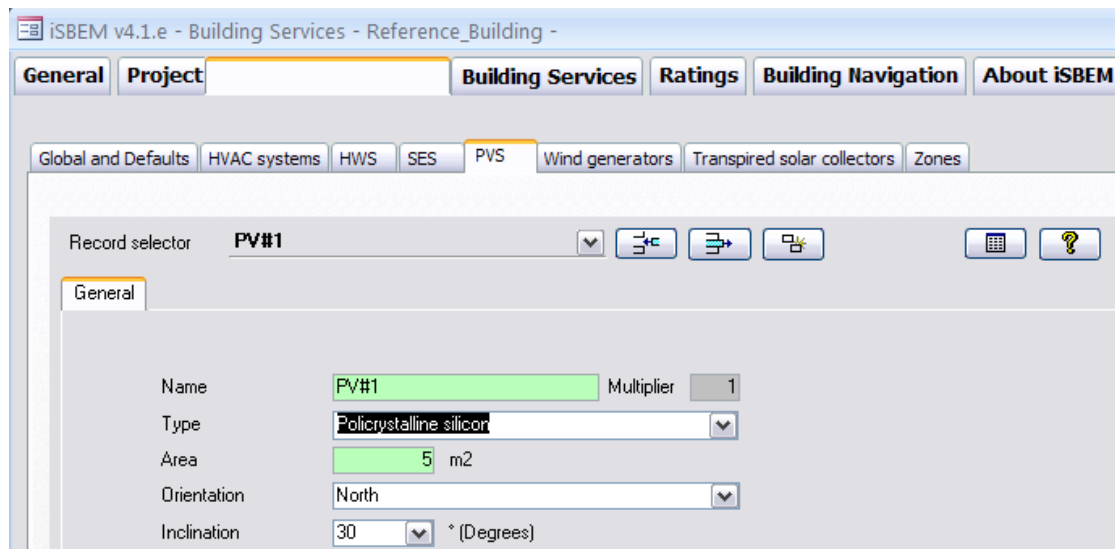 iSBEM v4.1.e - Building Services - Reference_Building -
General Project Building Services Ratings Building Navigation About iSBEM
Global and Defaults HVAC systems HWS SES PVS Wind generators Transpired solar collectors Zones
Record selector PV#1
General
Name PV#1 Multiplier 1
Type Policrystalline silicon
Area 5 m2
Orientation North
Inclination 30 ° (Degrees)